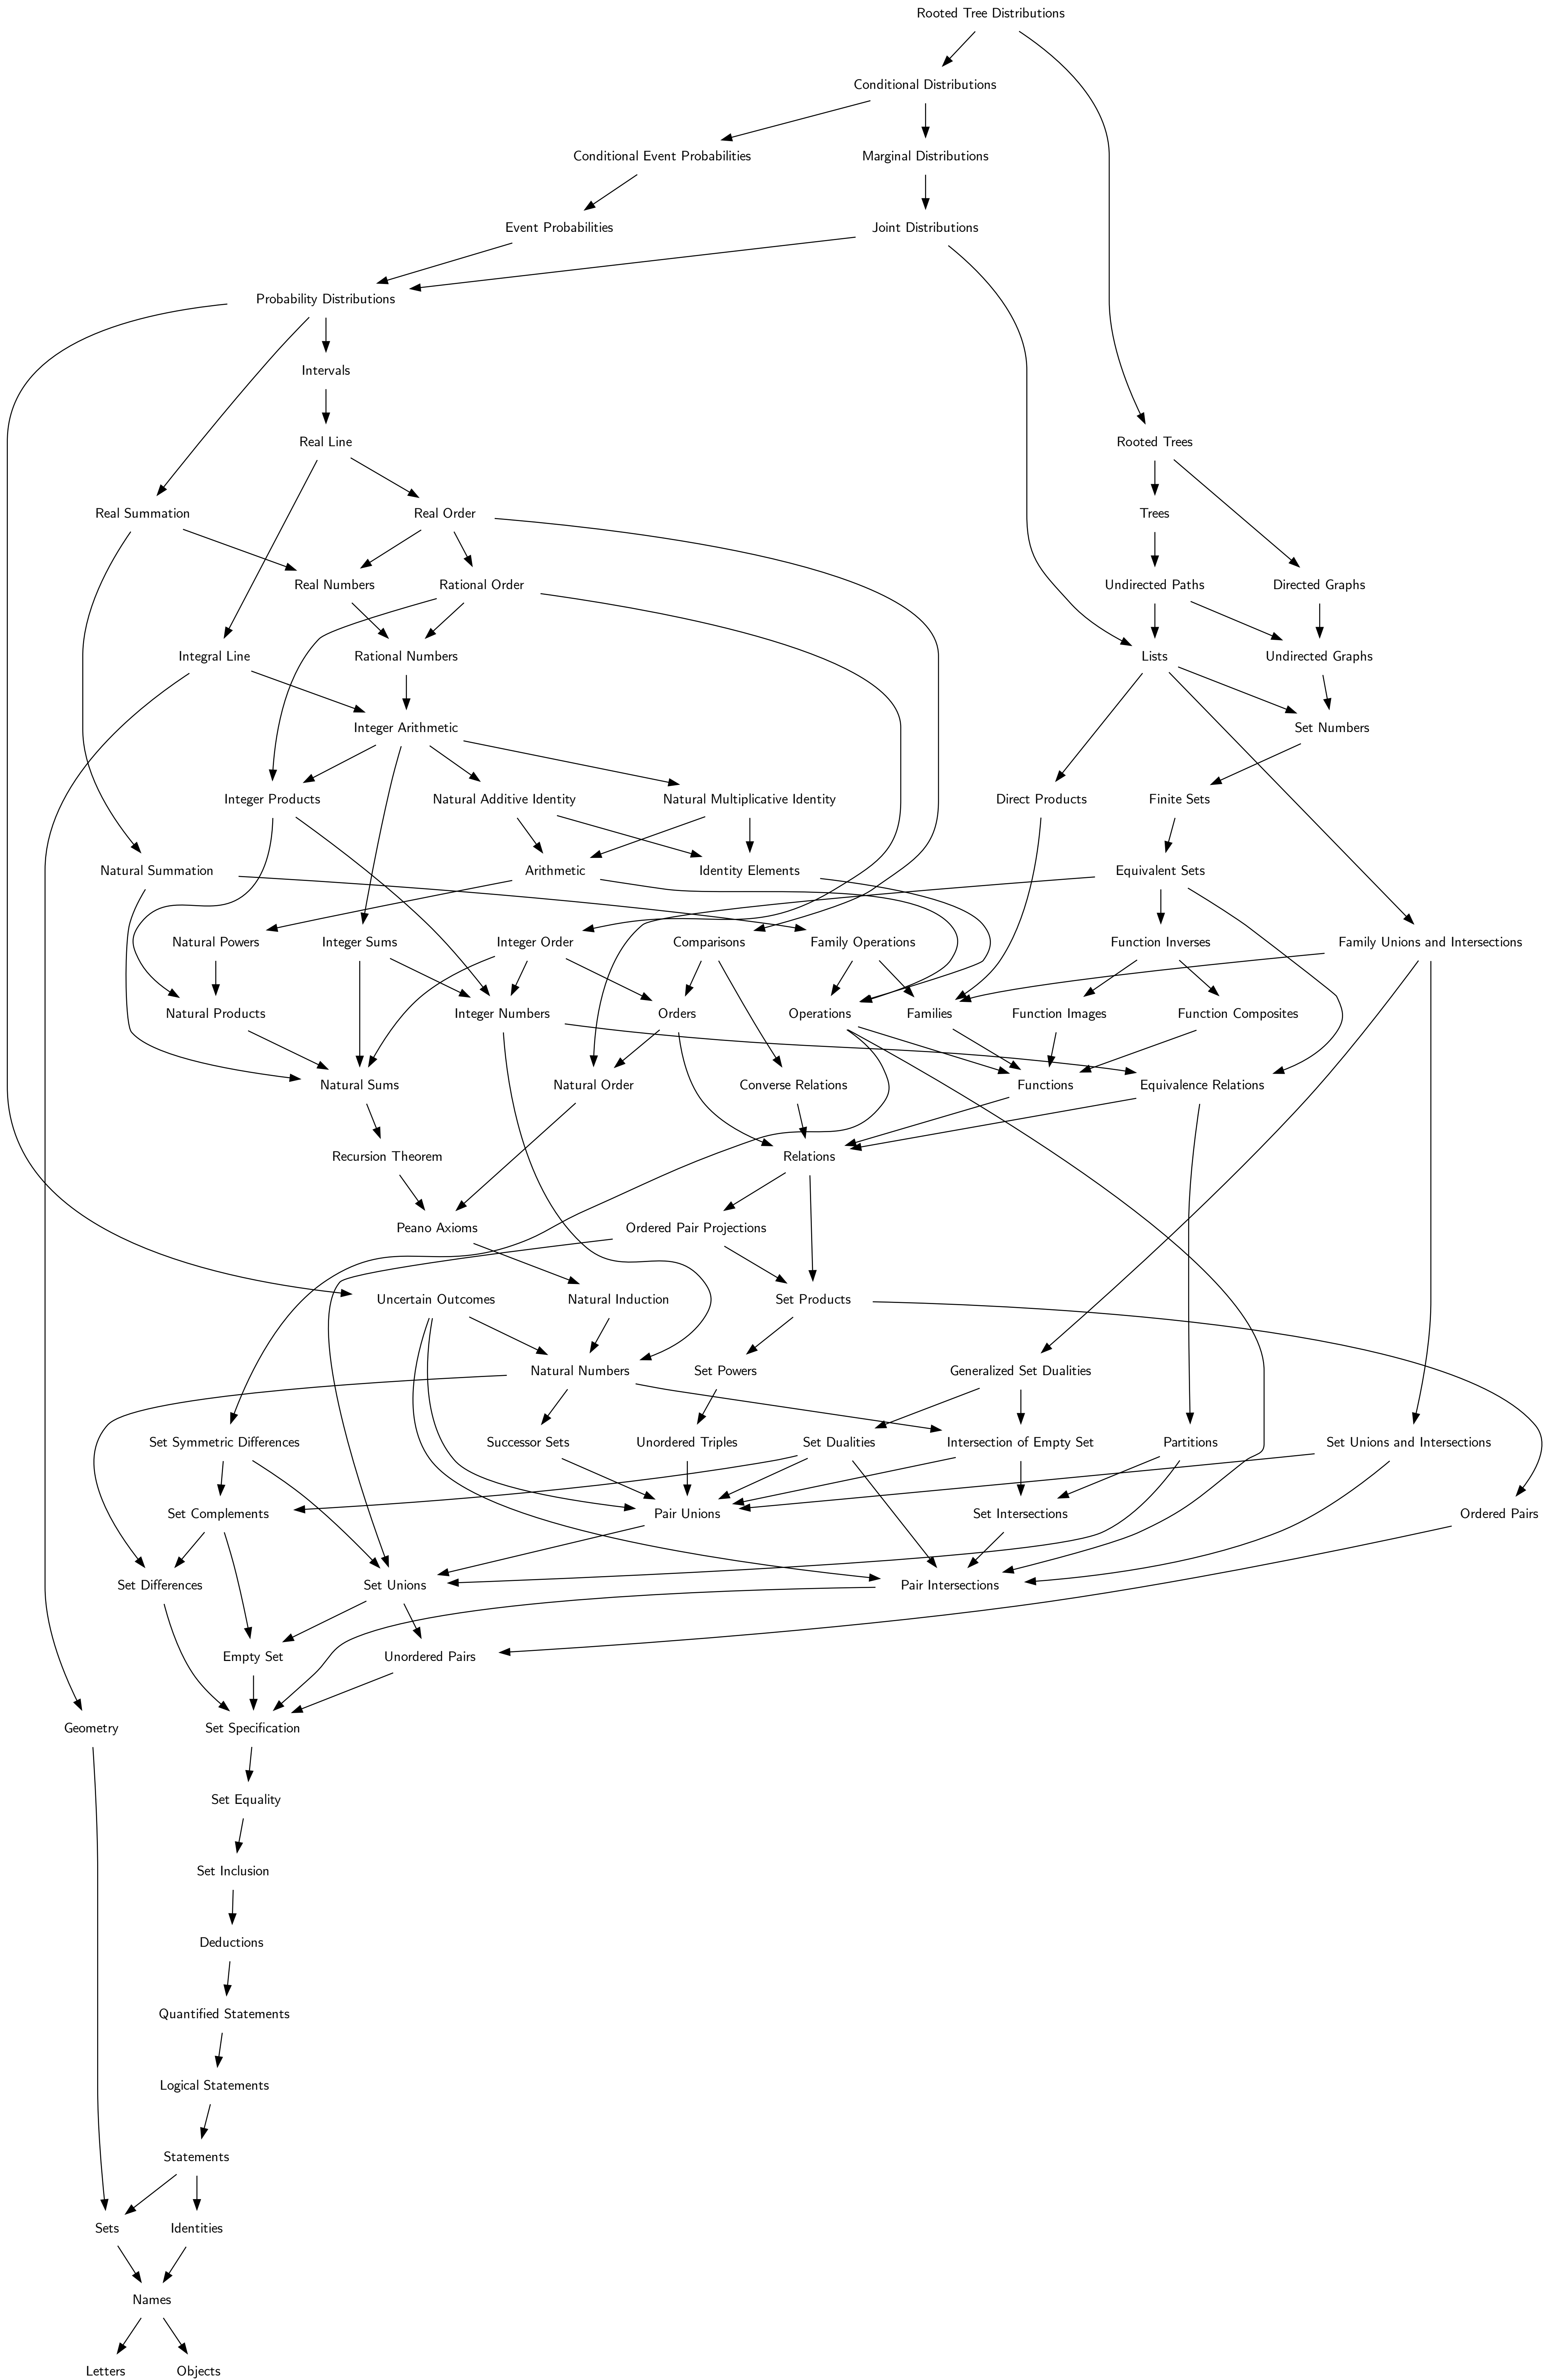 Rooted Tree Distributions
Conditional Distributions
Conditional Event Probabilities
Marginal Distributions
Event Probabilities
Joint Distributions
Probability Distributions
Intervals
Real Line
Rooted Trees
Real Summation
Real Order
Trees
Real Numbers
Rational Order
Undirected Paths
Directed Graphs
Integral Line
Rational Numbers
Lists
Undirected Graphs
Integer Arithmetic
Set Numbers
Integer Products
Natural Additive Identity
Natural Multiplicative Identity
Direct Products
Finite Sets
Natural Summation
Arithmetic
Identity Elements
Equivalent Sets
Natural Powers
Integer Sums
Integer Order
Comparisons
Family Operations
Function Inverses
Family Unions and Intersections
Natural Products
Integer Numbers
Orders
Operations
Families
Function Images
Function Composites
Natural Sums
Natural Order
Converse Relations
Functions
Equivalence Relations
Recursion Theorem
Relations
Peano Axioms
Ordered Pair Projections
Uncertain Outcomes
Natural Induction
Set Products
Natural Numbers
Set Powers
Generalized Set Dualities
Set Symmetric Differences
Successor Sets
Unordered Triples
Set Dualities
Intersection of Empty Set
Partitions
Set Unions and Intersections
Set Complements
Pair Unions
Set Intersections
Ordered Pairs
Set Differences
Set Unions
Pair Intersections
Empty Set
Unordered Pairs
Geometry
Set Specification
Set Equality
Set Inclusion
Deductions
Quantified Statements
Logical Statements
Statements
Sets
Identities
Names
Letters
Objects